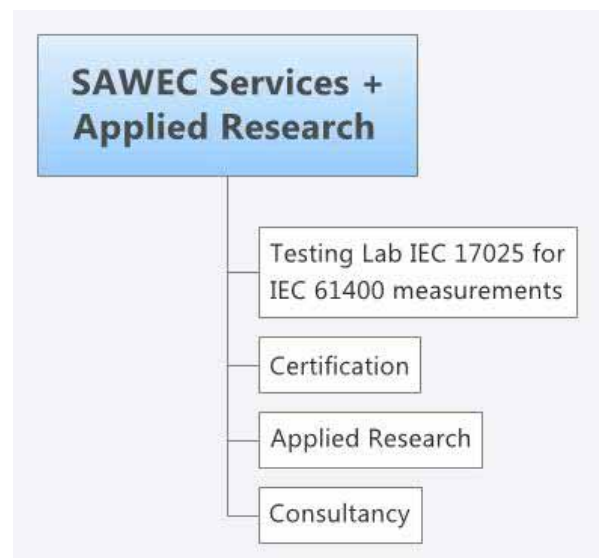 SAWEC Services +
Applied Research
Testing Lab IEC 17025 for
IEC 61400 measurements
Certification
Applied Research
Consultancy